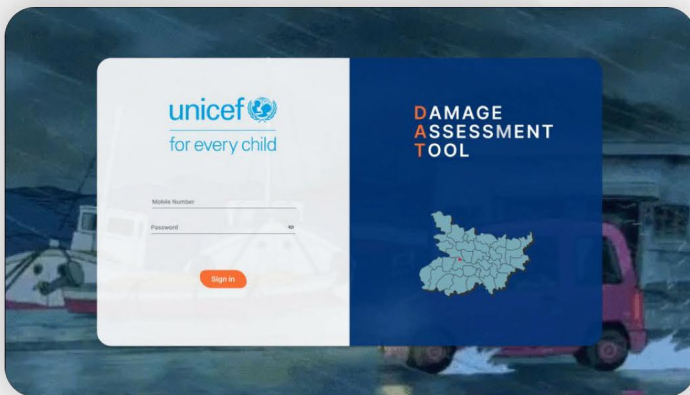 unicef
for every child
Mobile Number
Password
Sign in
DAMAGE
ASSESSMENT
TOOL